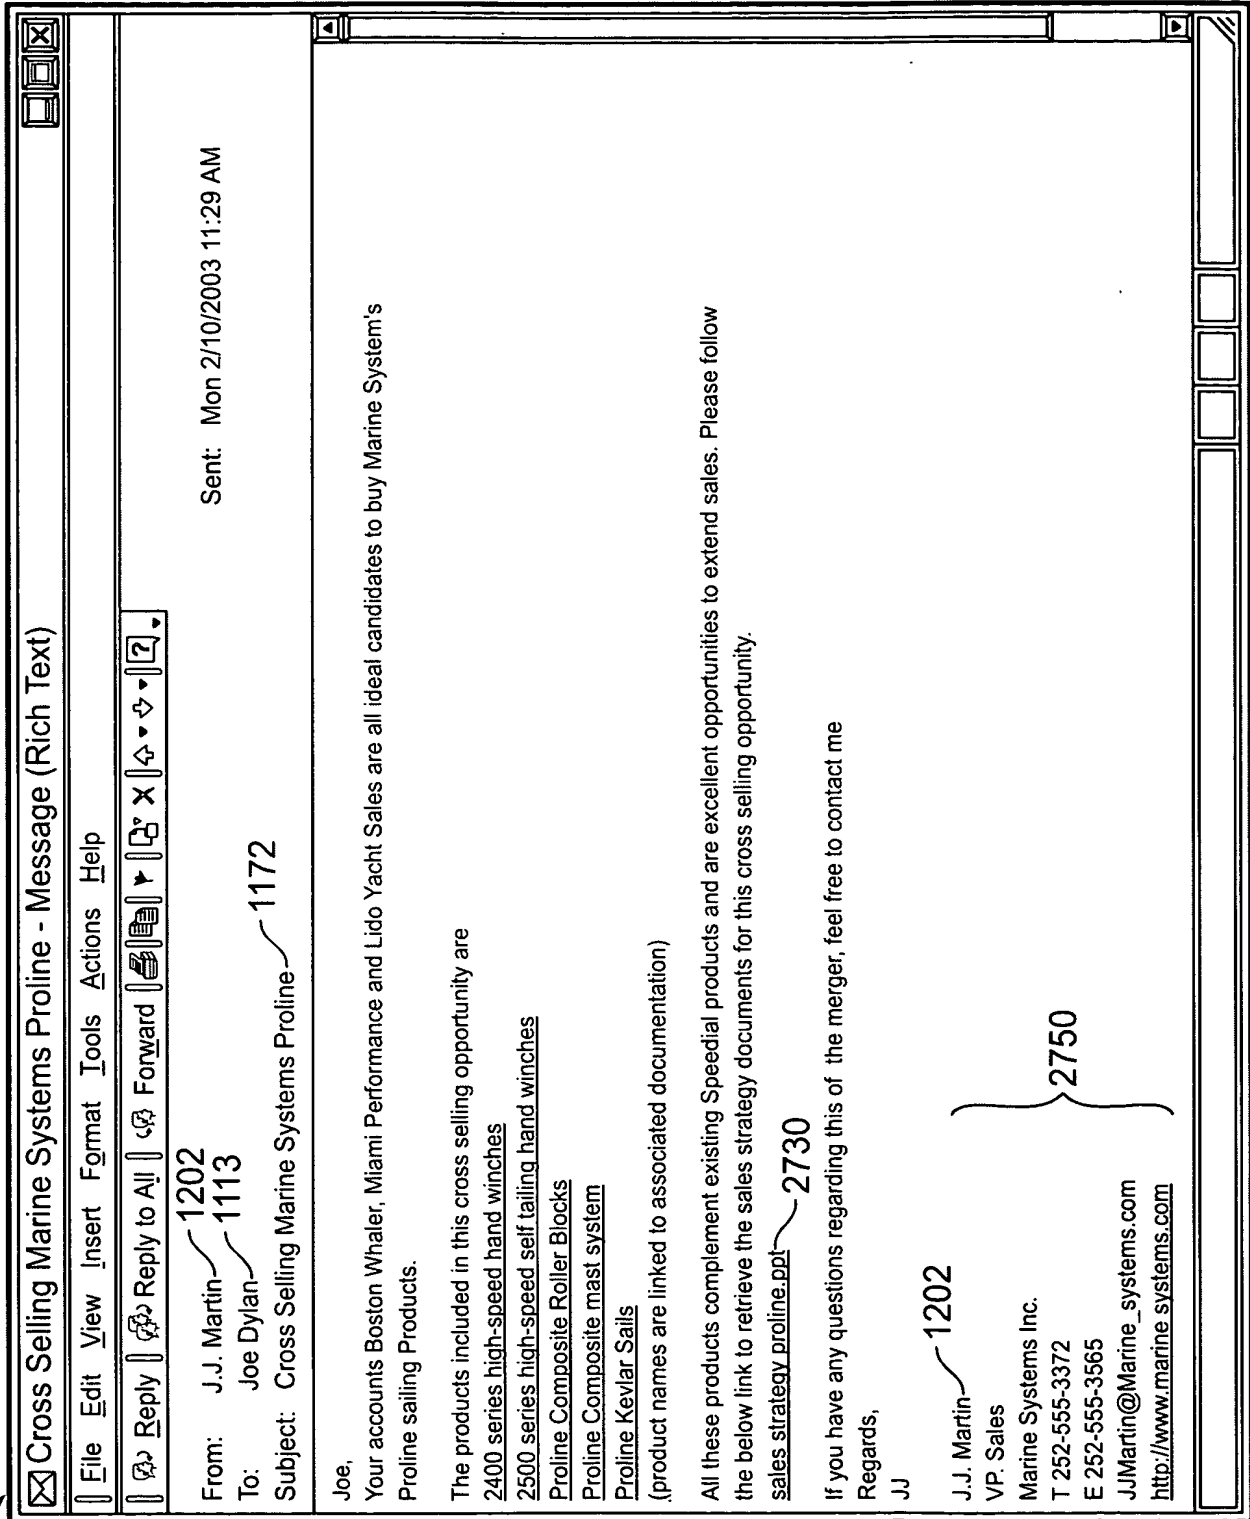 Cross Selling Marine Systems Proline - Message (Rich Text)
File Edit View Insert Format Tools Actions Help
Reply Reply to All Forward
From: J.J. Martin 1202
Sent: Mon 2/10/2003 11:29 AM
To: Joe Dylan 1113
Subject: Cross Selling Marine Systems Proline 1172
Joe,
Your accounts Boston Whaler, Miami Performance and Lido Yacht Sales are all ideal candidates to buy Marine System's
Proline sailing Products.
The products included in this cross selling opportunity are
2400 series high-speed hand winches
2500 series high-speed self tailing hand winches
Proline Composite Roller Blocks
Proline Composite mast system
Proline Kevlar Sails
(product names are linked to associated documentation)
All these products complement existing Speedial products and are excellent opportunities to extend sales. Please follow
the below link to retrieve the sales strategy documents for this cross selling opportunity.
sales strategy proline.ppt 2730
If you have any questions regarding this of the merger, feel free to contact me
Regards,
JJ
J.J. Martin 1202
VP. Sales
Marine Systems Inc.
T 252-555-3372
E 252-555-3565
JJMartin@Marine_systems.com
http://www.marine systems.com
2750